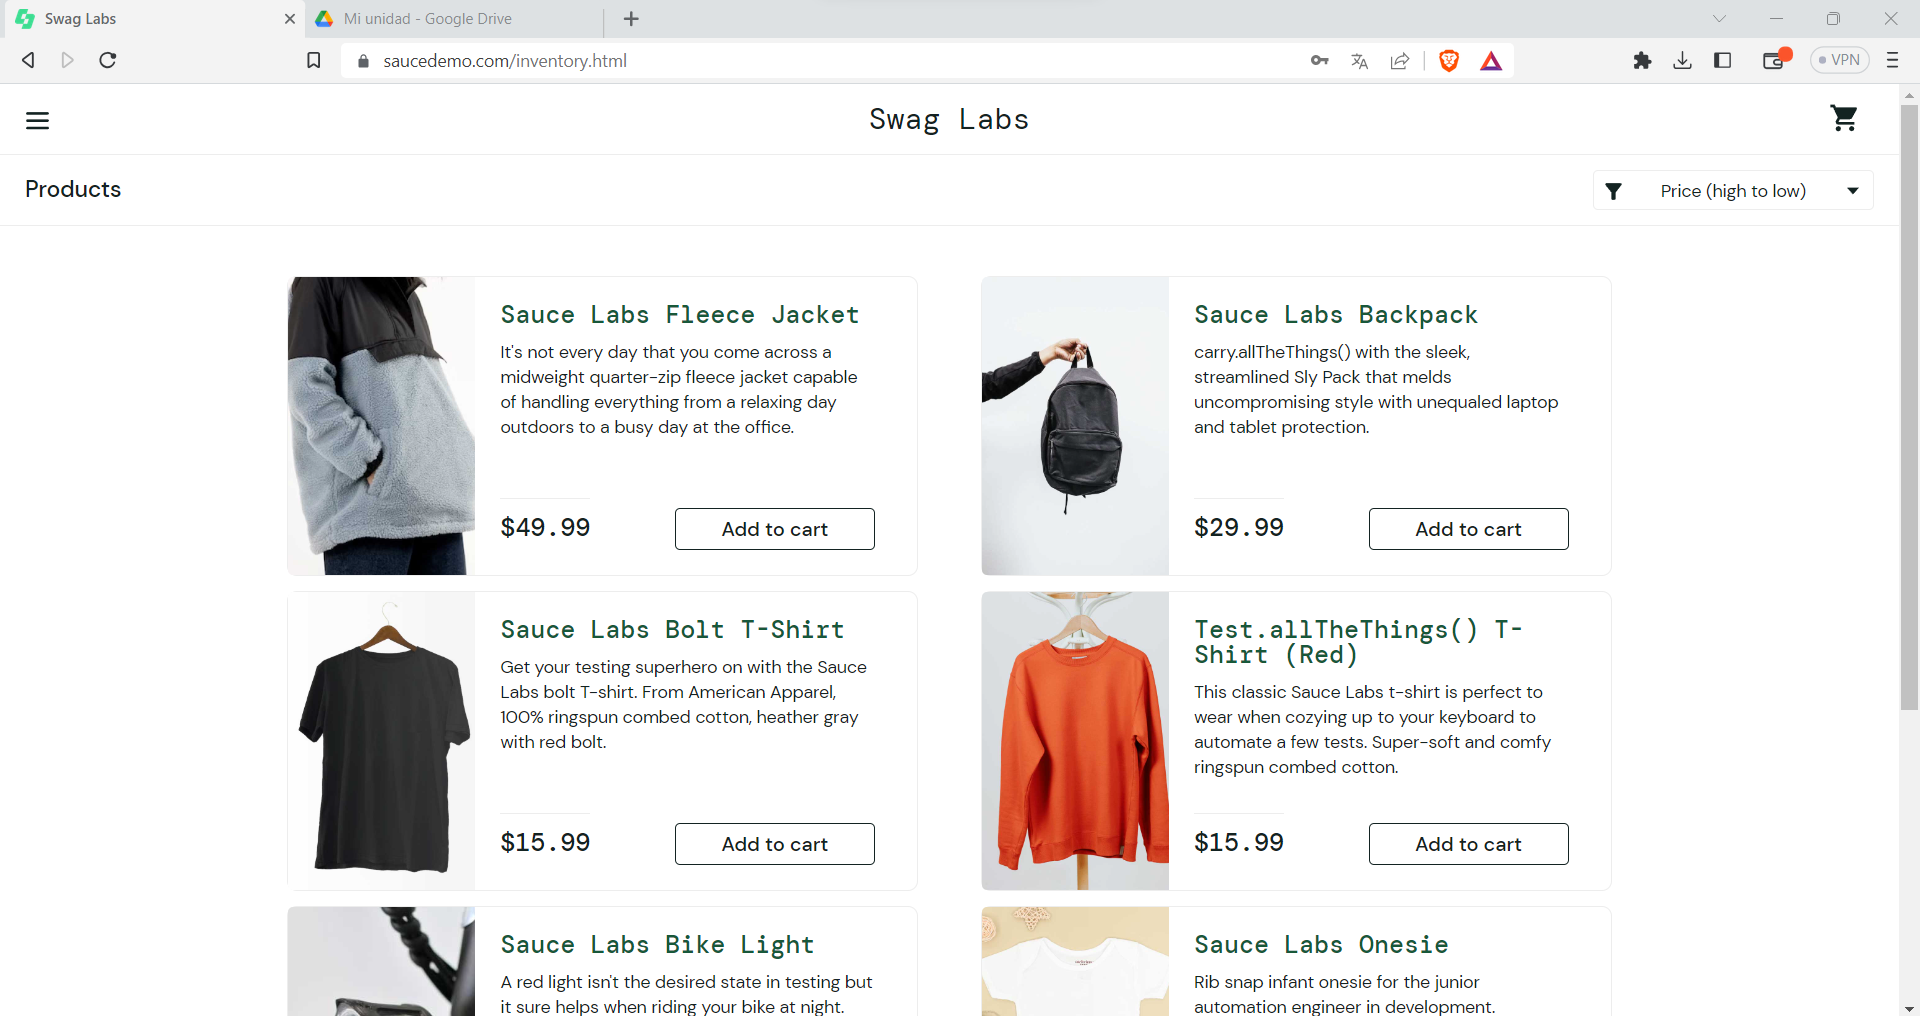 Swag Labs
Mi unidad - Google Drive
saucedemo.com/inventory.html
VPN
Swag Labs
Products
Price (high to low)
Sauce Labs Fleece Jacket
It's not every day that you come across a
midweight quarter-zip fleece jacket capable
of handling everything from a relaxing day
outdoors to a busy day at the office.
$49.99
Add to cart
Sauce Labs Backpack
carry.allTheThings() with the sleek,
streamlined Sly Pack that melds
uncompromising style with unequaled laptop
and tablet protection.
$29.99
Add to cart
Sauce Labs Bolt T-Shirt
Get your testing superhero on with the Sauce
Labs bolt T-shirt. From American Apparel,
100% ringspun combed cotton, heather gray
with red bolt.
$15.99
Add to cart
Test.allTheThings() T-
Shirt (Red)
This classic Sauce Labs t-shirt is perfect to
wear when cozying up to your keyboard to
automate a few tests. Super-soft and comfy
ringspun combed cotton.
$15.99
Add to cart
Sauce Labs Bike Light
A red light isn't the desired state in testing but
it sure helps when riding your bike at night.
Sauce Labs Onesie
Rib snap infant onesie for the junior
automation engineer in development.